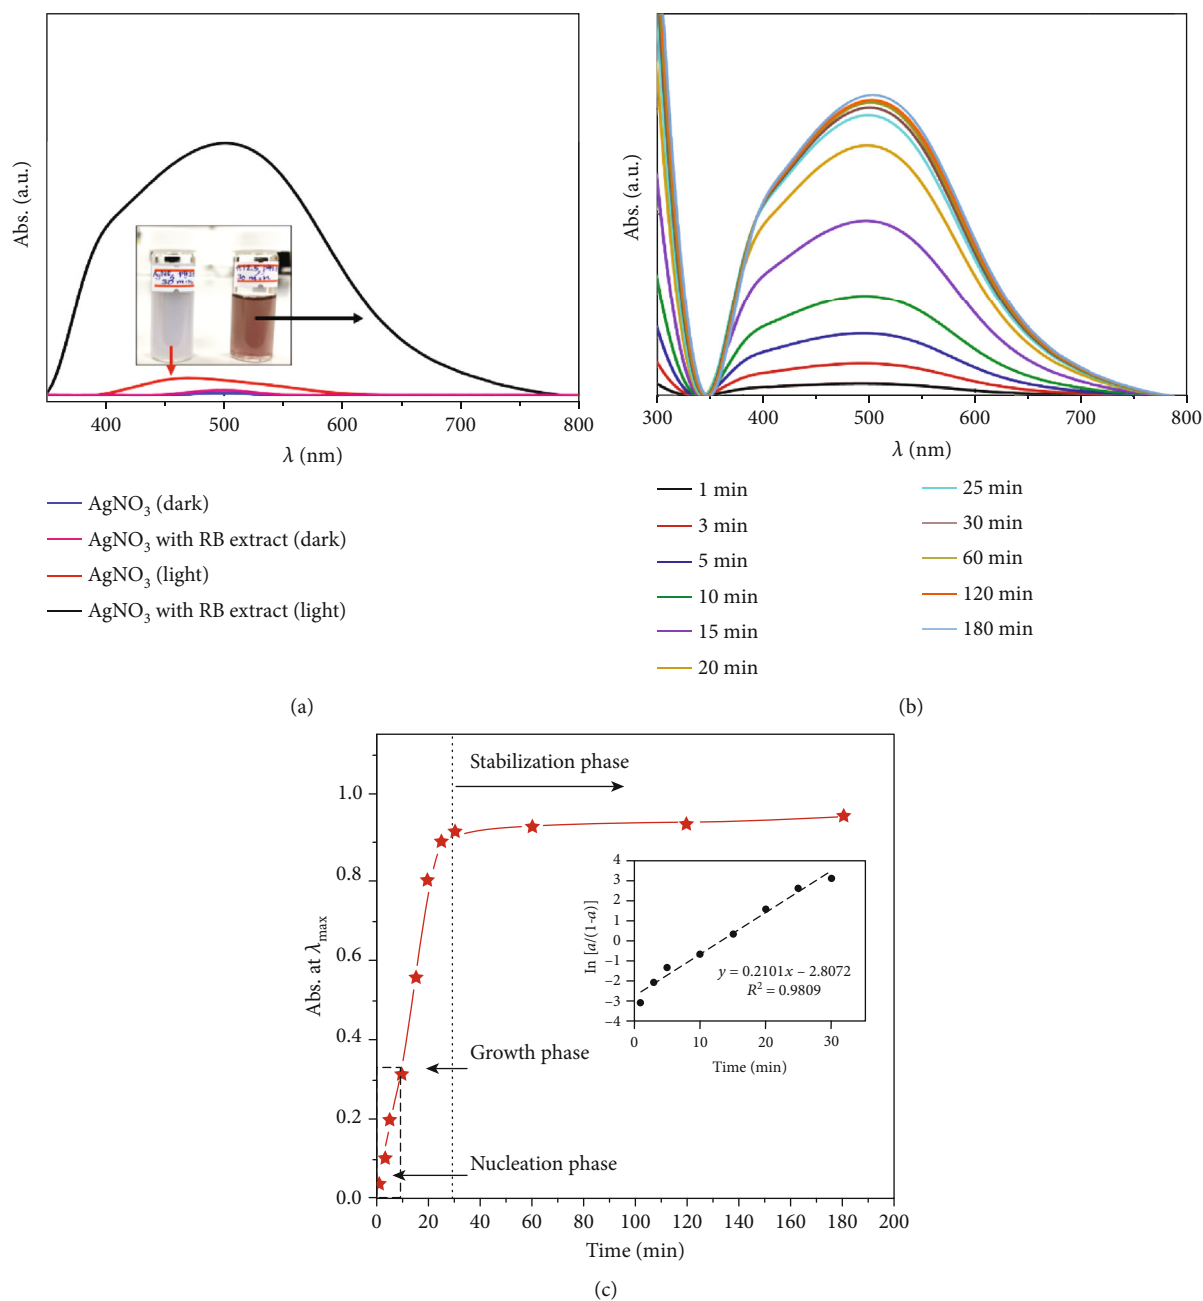 Abs. (a.u.)
AgNO3
30 min
30 min
400 500 600 700 800
λ (nm)
AgNO₃ (dark)
AgNO₃ with RB extract (dark)
AgNO₃ (light)
AgNO₃ with RB extract (light)
(a)
Abs. (a.u.)
300 400 500 600 700 800
λ (nm)
1 min
3 min
5 min
10 min
15 min
20 min
25 min
30 min
60 min
120 min
180 min
(b)
Abs. at λmax
1.0
0.8
0.6
0.4
0.2
0.0
Stabilization phase
Growth phase
Nucleation phase
0 20 40 60 80 100 120 140 160 180 200
Time (min)
ln [a/(1-a)]
4
3
2
1
0
–1
–2
–3
–4
y = 0.2101x – 2.8072
R² = 0.9809
0 10 20 30
Time (min)
(c)